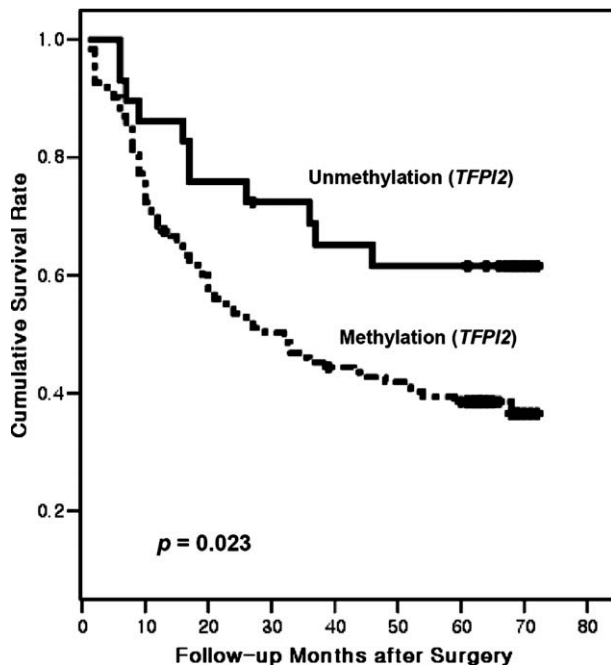 1.0
0.8
0.6
0.4
0.2
Cumulative Survival Rate
Unmethylation (TFPI2)
Methylation (TFPI2)
p = 0.023
0 10 20 30 40 50 60 70 80
Follow-up Months after Surgery